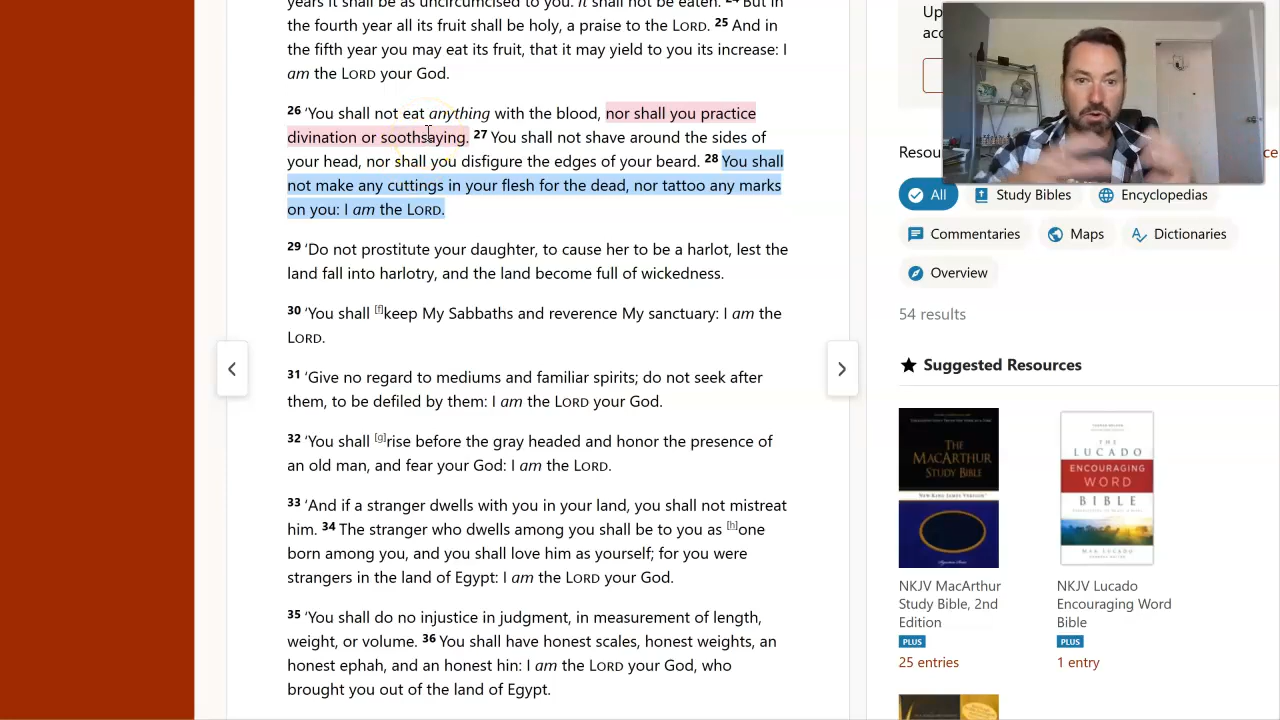 years it shall be as uncircumcised to you. It shall not be eaten. 24 But in
the fourth year all its fruit shall be holy, a praise to the LORD. 25 And in
the fifth year you may eat its fruit, that it may yield to you its increase: I
am the LORD your God.
26 ‘You shall not eat anything with the blood, nor shall you practice
divination or soothsaying. 27 You shall not shave around the sides of
your head, nor shall you disfigure the edges of your beard. 28 You shall
not make any cuttings in your flesh for the dead, nor tattoo any marks
on you: I am the LORD.
29 ‘Do not prostitute your daughter, to cause her to be a harlot, lest the
land fall into harlotry, and the land become full of wickedness.
30 ‘You shall [f]keep My Sabbaths and reverence My sanctuary: I am the
LORD.
31 ‘Give no regard to mediums and familiar spirits; do not seek after
them, to be defiled by them: I am the LORD your God.
32 ‘You shall [g]rise before the gray headed and honor the presence of
an old man, and fear your God: I am the LORD.
33 ‘And if a stranger dwells with you in your land, you shall not mistreat
him. 34 The stranger who dwells among you shall be to you as [h]one
born among you, and you shall love him as yourself; for you were
strangers in the land of Egypt: I am the LORD your God.
35 ‘You shall do no injustice in judgment, in measurement of length,
weight, or volume. 36 You shall have honest scales, honest weights, an
honest ephah, and an honest hin: I am the LORD your God, who
brought you out of the land of Egypt.
Up
acc
Resou
ce
All
Study Bibles
Encyclopedias
Commentaries
Maps
Dictionaries
Overview
54 results
Suggested Resources
THE
MACARTHUR
STUDY BIBLE
NEW KING JAMES VERSION
THE
LUCADO
ENCOURAGING
WORD
BIBLE
MAX LUCADO
NKJV MacArthur
Study Bible, 2nd
Edition
PLUS
25 entries
NKJV Lucado
Encouraging Word
Bible
PLUS
1 entry